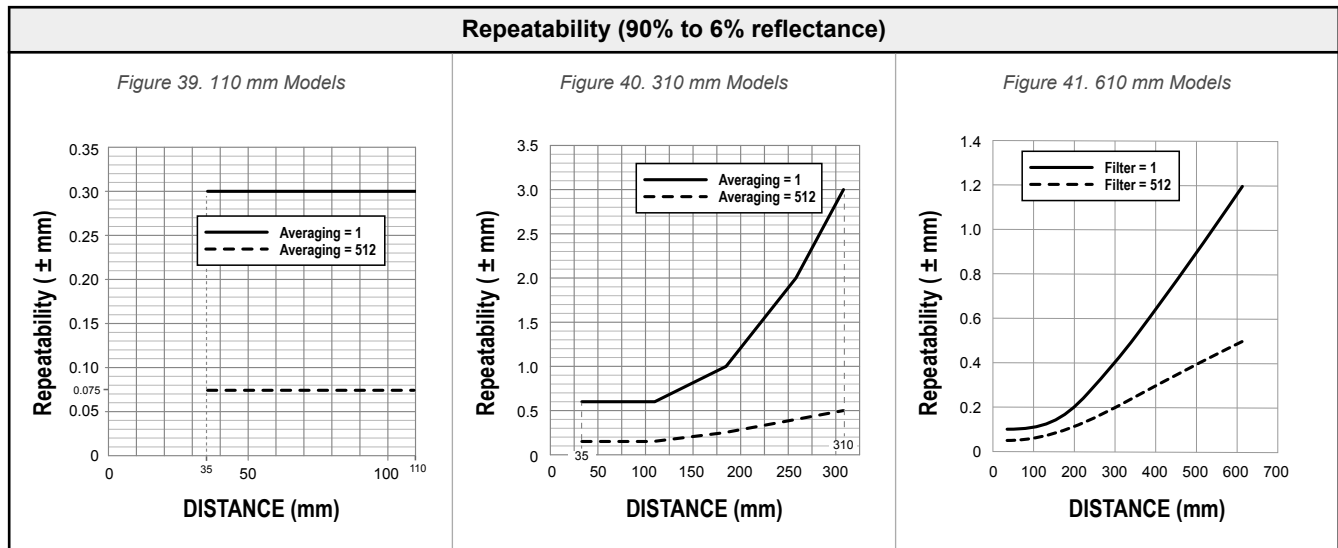 Repeatability (90% to 6% reflectance)
Figure 39. 110 mm Models
0.35
0.30
0.25
0.20
0.15
0.10
0.075
0.05
0
Repeatability ( ± mm)
Averaging = 1
Averaging = 512
0
35
50
100
110
DISTANCE (mm)
Figure 40. 310 mm Models
3.5
3.0
2.5
2.0
1.5
1.0
0.5
0
Repeatability ( ± mm)
Averaging = 1
Averaging = 512
35
310
0
50
100
150
200
250
300
DISTANCE (mm)
Figure 41. 610 mm Models
1.4
1.2
1.0
0.8
0.6
0.4
0.2
0
Repeatability ( ± mm)
Filter = 1
Filter = 512
0
100
200
300
400
500
600
700
DISTANCE (mm)